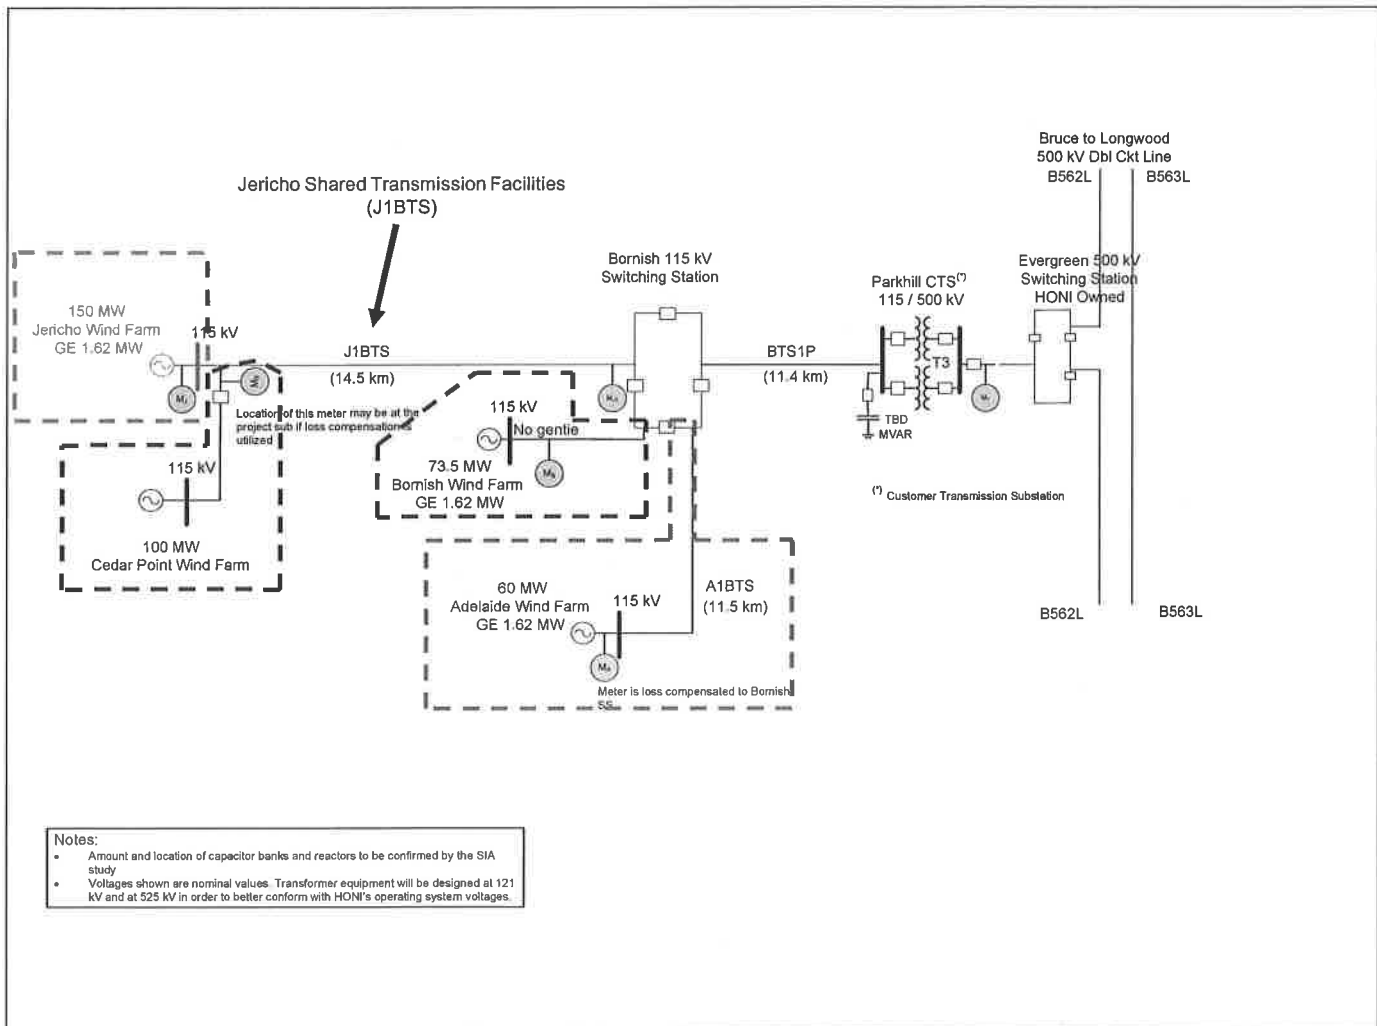 Bruce to Longwood
500 kV Dbl Ckt Line
B562L
B563L
Jericho Shared Transmission Facilities
(J1BTS)
Bornish 115 kV
Switching Station
Evergreen 500 kV
Switching Station
HONI Owned
Parkhill CTS(*)
115 / 500 kV
150 MW
Jericho Wind Farm
GE 1.62 MW
115 kV
J1BTS
(14.5 km)
BTS1P
(11.4 km)
T3
Location of this meter may be at the
project sub if loss compensation is
utilized
115 kV
No gentie
TBD
MVAR
73.5 MW
Bornish Wind Farm
GE 1.62 MW
115 kV
(*) Customer Transmission Substation
100 MW
Cedar Point Wind Farm
60 MW
Adelaide Wind Farm
GE 1.62 MW
115 kV
A1BTS
(11.5 km)
B562L
B563L
Meter is loss compensated to Bornish
SS
Notes:
• Amount and location of capacitor banks and reactors to be confirmed by the SIA
study
• Voltages shown are nominal values. Transformer equipment will be designed at 121
kV and at 525 kV in order to better conform with HONI's operating system voltages.